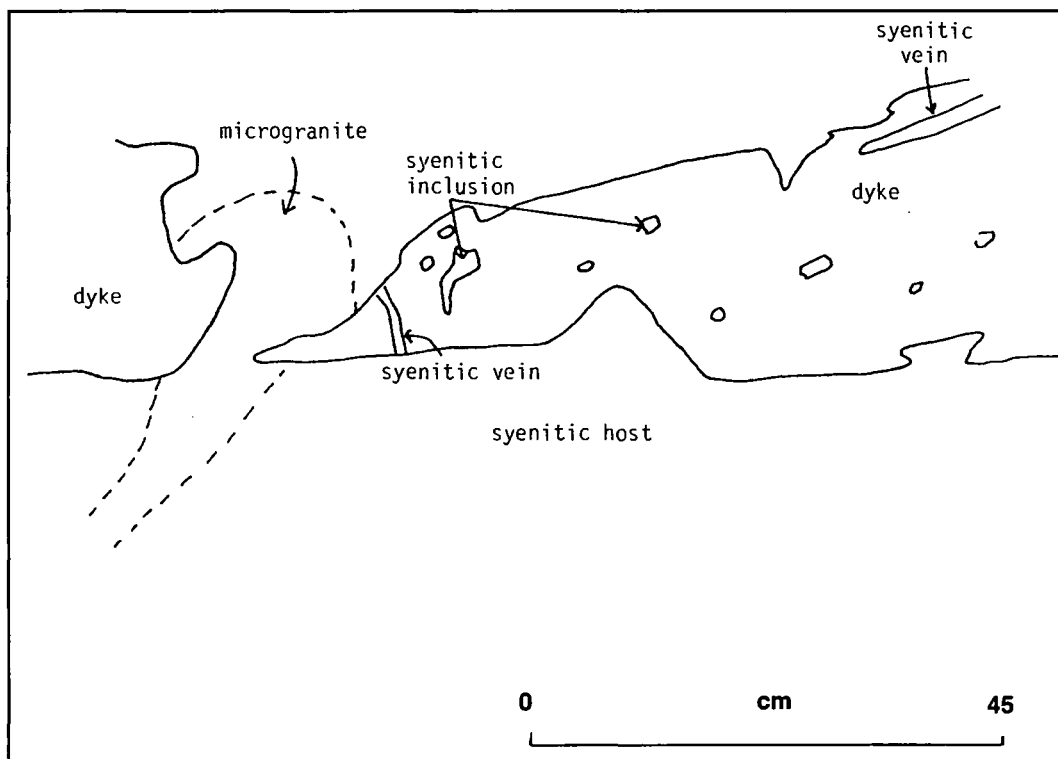 syenitic
vein
microgranite
syenitic
inclusion
dyke
dyke
syenitic vein
syenitic host
0 cm 45